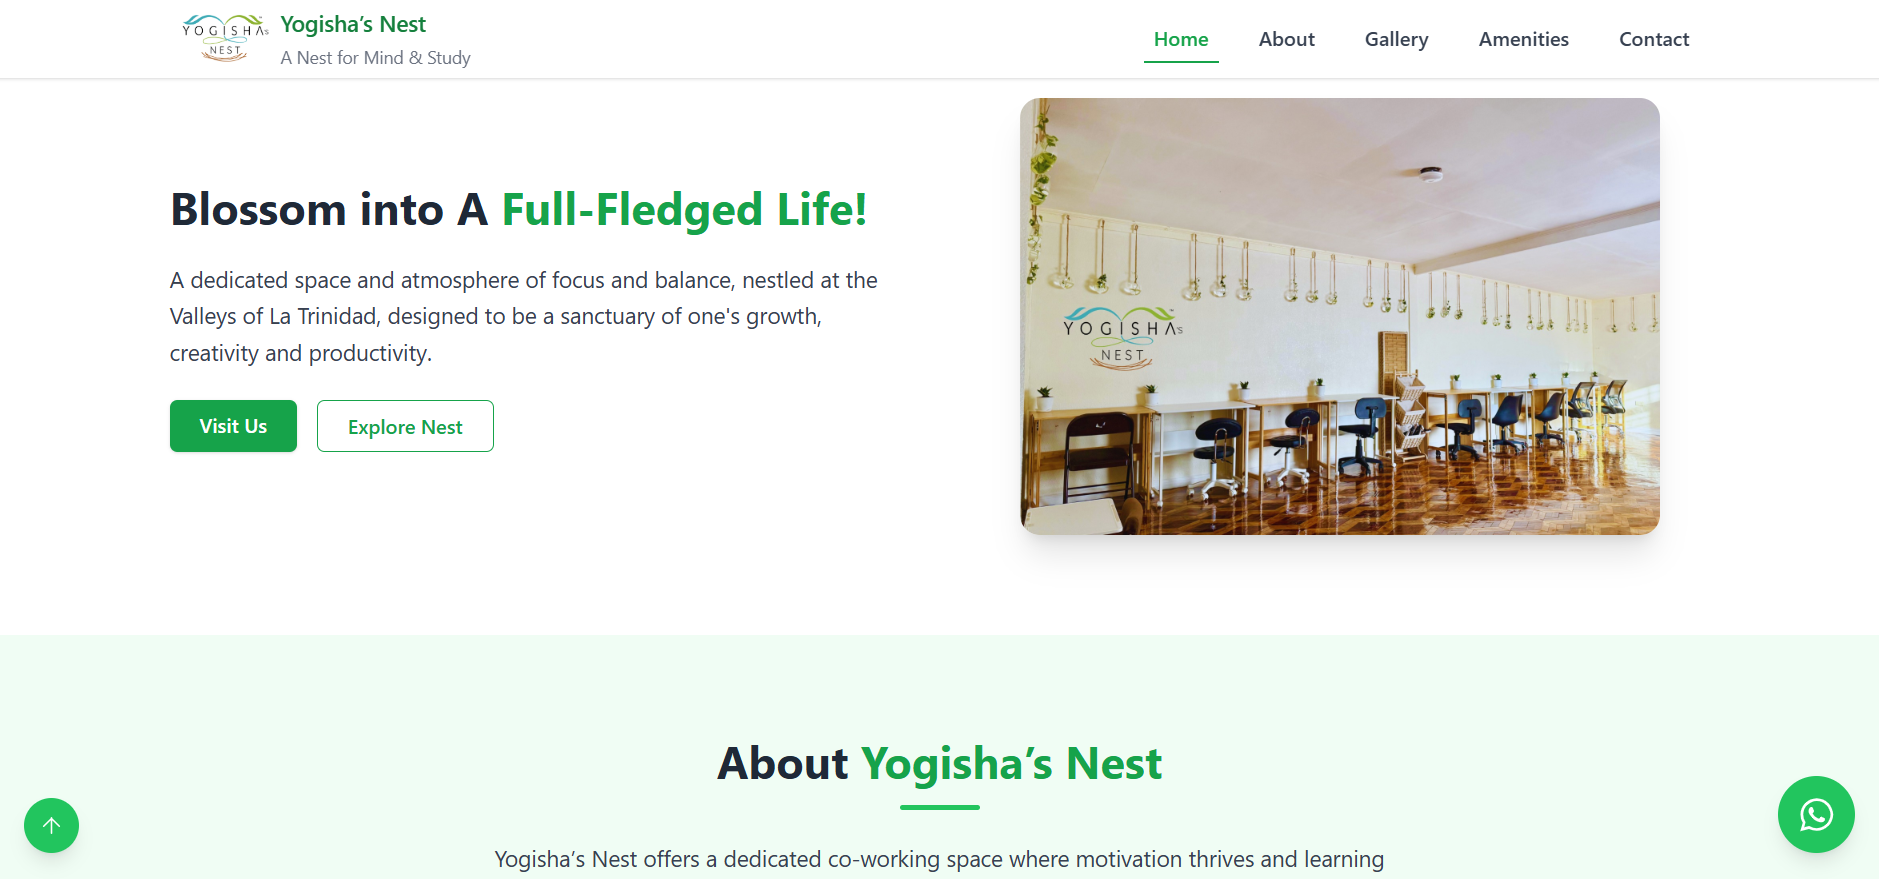 YOGISHA's
NEST
Yogisha’s Nest
A Nest for Mind & Study
Home
About
Gallery
Amenities
Contact
Blossom into A Full-Fledged Life!
A dedicated space and atmosphere of focus and balance, nestled at the
Valleys of La Trinidad, designed to be a sanctuary of one's growth,
creativity and productivity.
Visit Us
Explore Nest
YOGISHA's
NEST
About Yogisha’s Nest
Yogisha’s Nest offers a dedicated co-working space where motivation thrives and learning